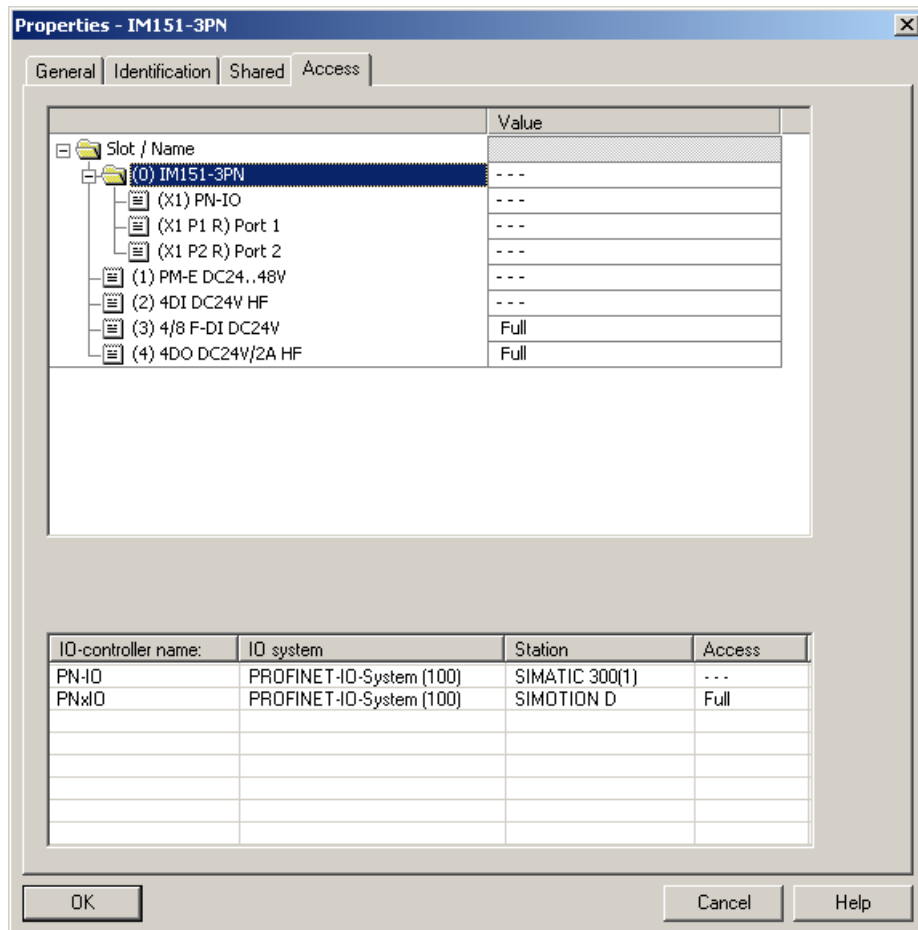 Properties - IM151-3PN
General Identification Shared Access
Value
Slot / Name
(0) IM151-3PN - - -
(X1) PN-IO - - -
(X1 P1 R) Port 1 - - -
(X1 P2 R) Port 2 - - -
(1) PM-E DC24..48V - - -
(2) 4DI DC24V HF - - -
(3) 4/8 F-DI DC24V Full
(4) 4DO DC24V/2A HF Full
IO-controller name: IO system Station Access
PN-IO PROFINET-IO-System (100) SIMATIC 300(1) - - -
PNxIO PROFINET-IO-System (100) SIMOTION D Full
OK Cancel Help